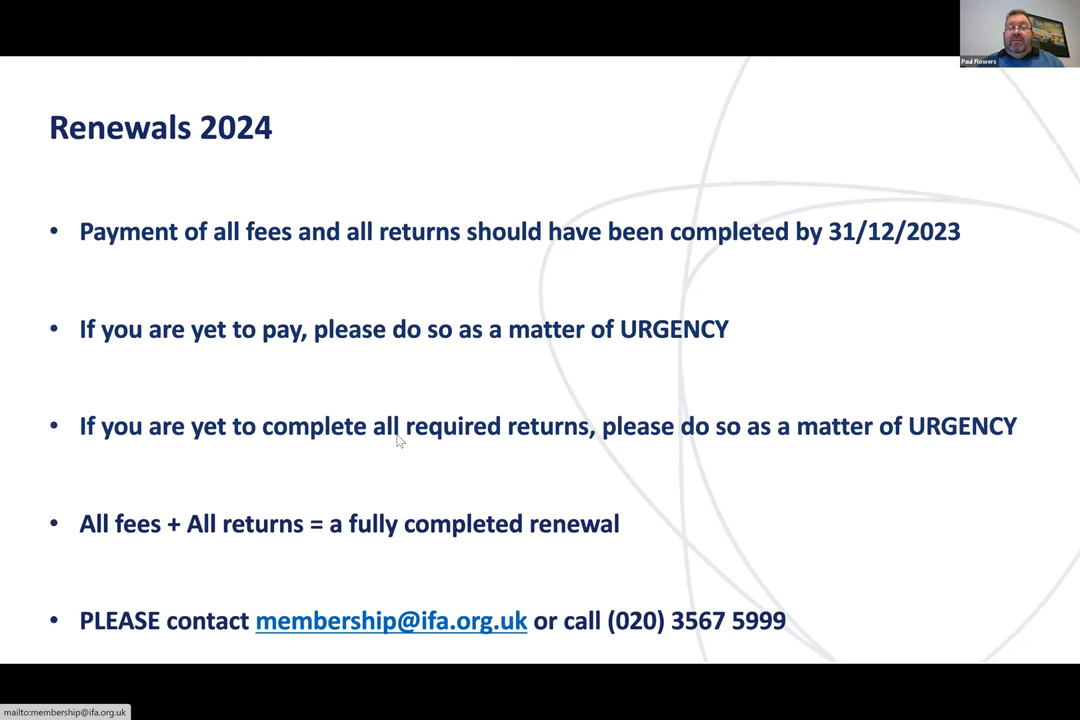 Paul Flowers
Renewals 2024
• Payment of all fees and all returns should have been completed by 31/12/2023
• If you are yet to pay, please do so as a matter of URGENCY
• If you are yet to complete all required returns, please do so as a matter of URGENCY
• All fees + All returns = a fully completed renewal
• PLEASE contact membership@ifa.org.uk or call (020) 3567 5999
mailto:membership@ifa.org.uk